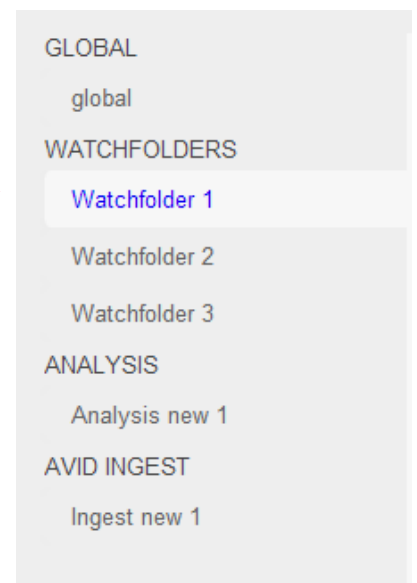 GLOBAL
global
WATCHFOLDERS
Watchfolder 1
Watchfolder 2
Watchfolder 3
ANALYSIS
Analysis new 1
AVID INGEST
Ingest new 1